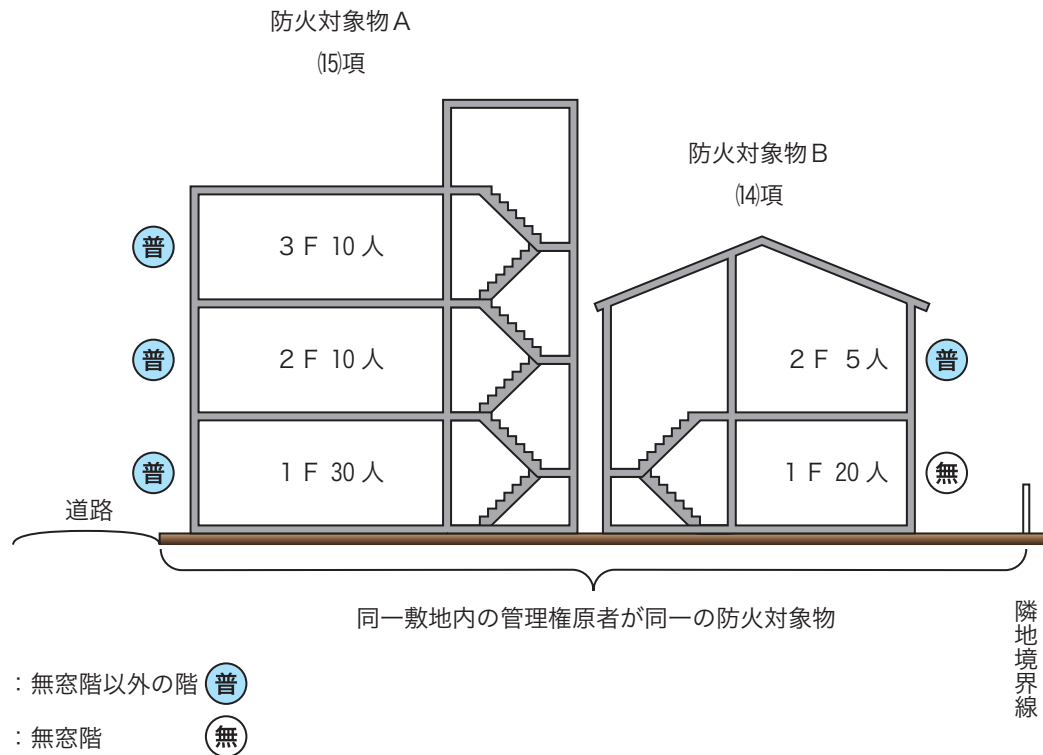 防火対象物A
⒂項
防火対象物B
⒁項
普
3F 10人
普
2F 10人
2F 5人
普
普
1F 30人
1F 20人
無
道路
同一敷地内の管理権原者が同一の防火対象物
隣地境界線
:無窓階以外の階 普
:無窓階 無